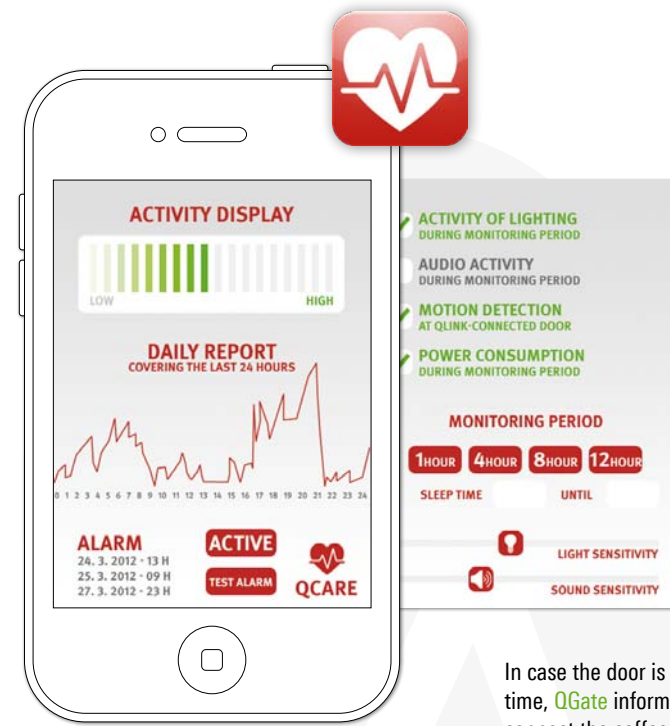 ACTIVITY DISPLAY
LOW
HIGH
DAILY REPORT
COVERING THE LAST 24 HOURS
0 1 2 3 4 5 6 7 8 9 10 11 12 13 14 15 16 17 18 19 20 21 22 23 24
ALARM
24. 3. 2012 - 13 H
25. 3. 2012 - 09 H
27. 3. 2012 - 23 H
ACTIVE
TEST ALARM
QCARE
ACTIVITY OF LIGHTING
DURING MONITORING PERIOD
AUDIO ACTIVITY
DURING MONITORING PERIOD
MOTION DETECTION
AT QLINK-CONNECTED DOOR
POWER CONSUMPTION
DURING MONITORING PERIOD
MONITORING PERIOD
1HOUR 4HOUR 8HOUR 12HOUR
SLEEP TIME UNTIL
LIGHT SENSITIVITY
SOUND SENSITIVITY
In case the door is
time, QGate inform